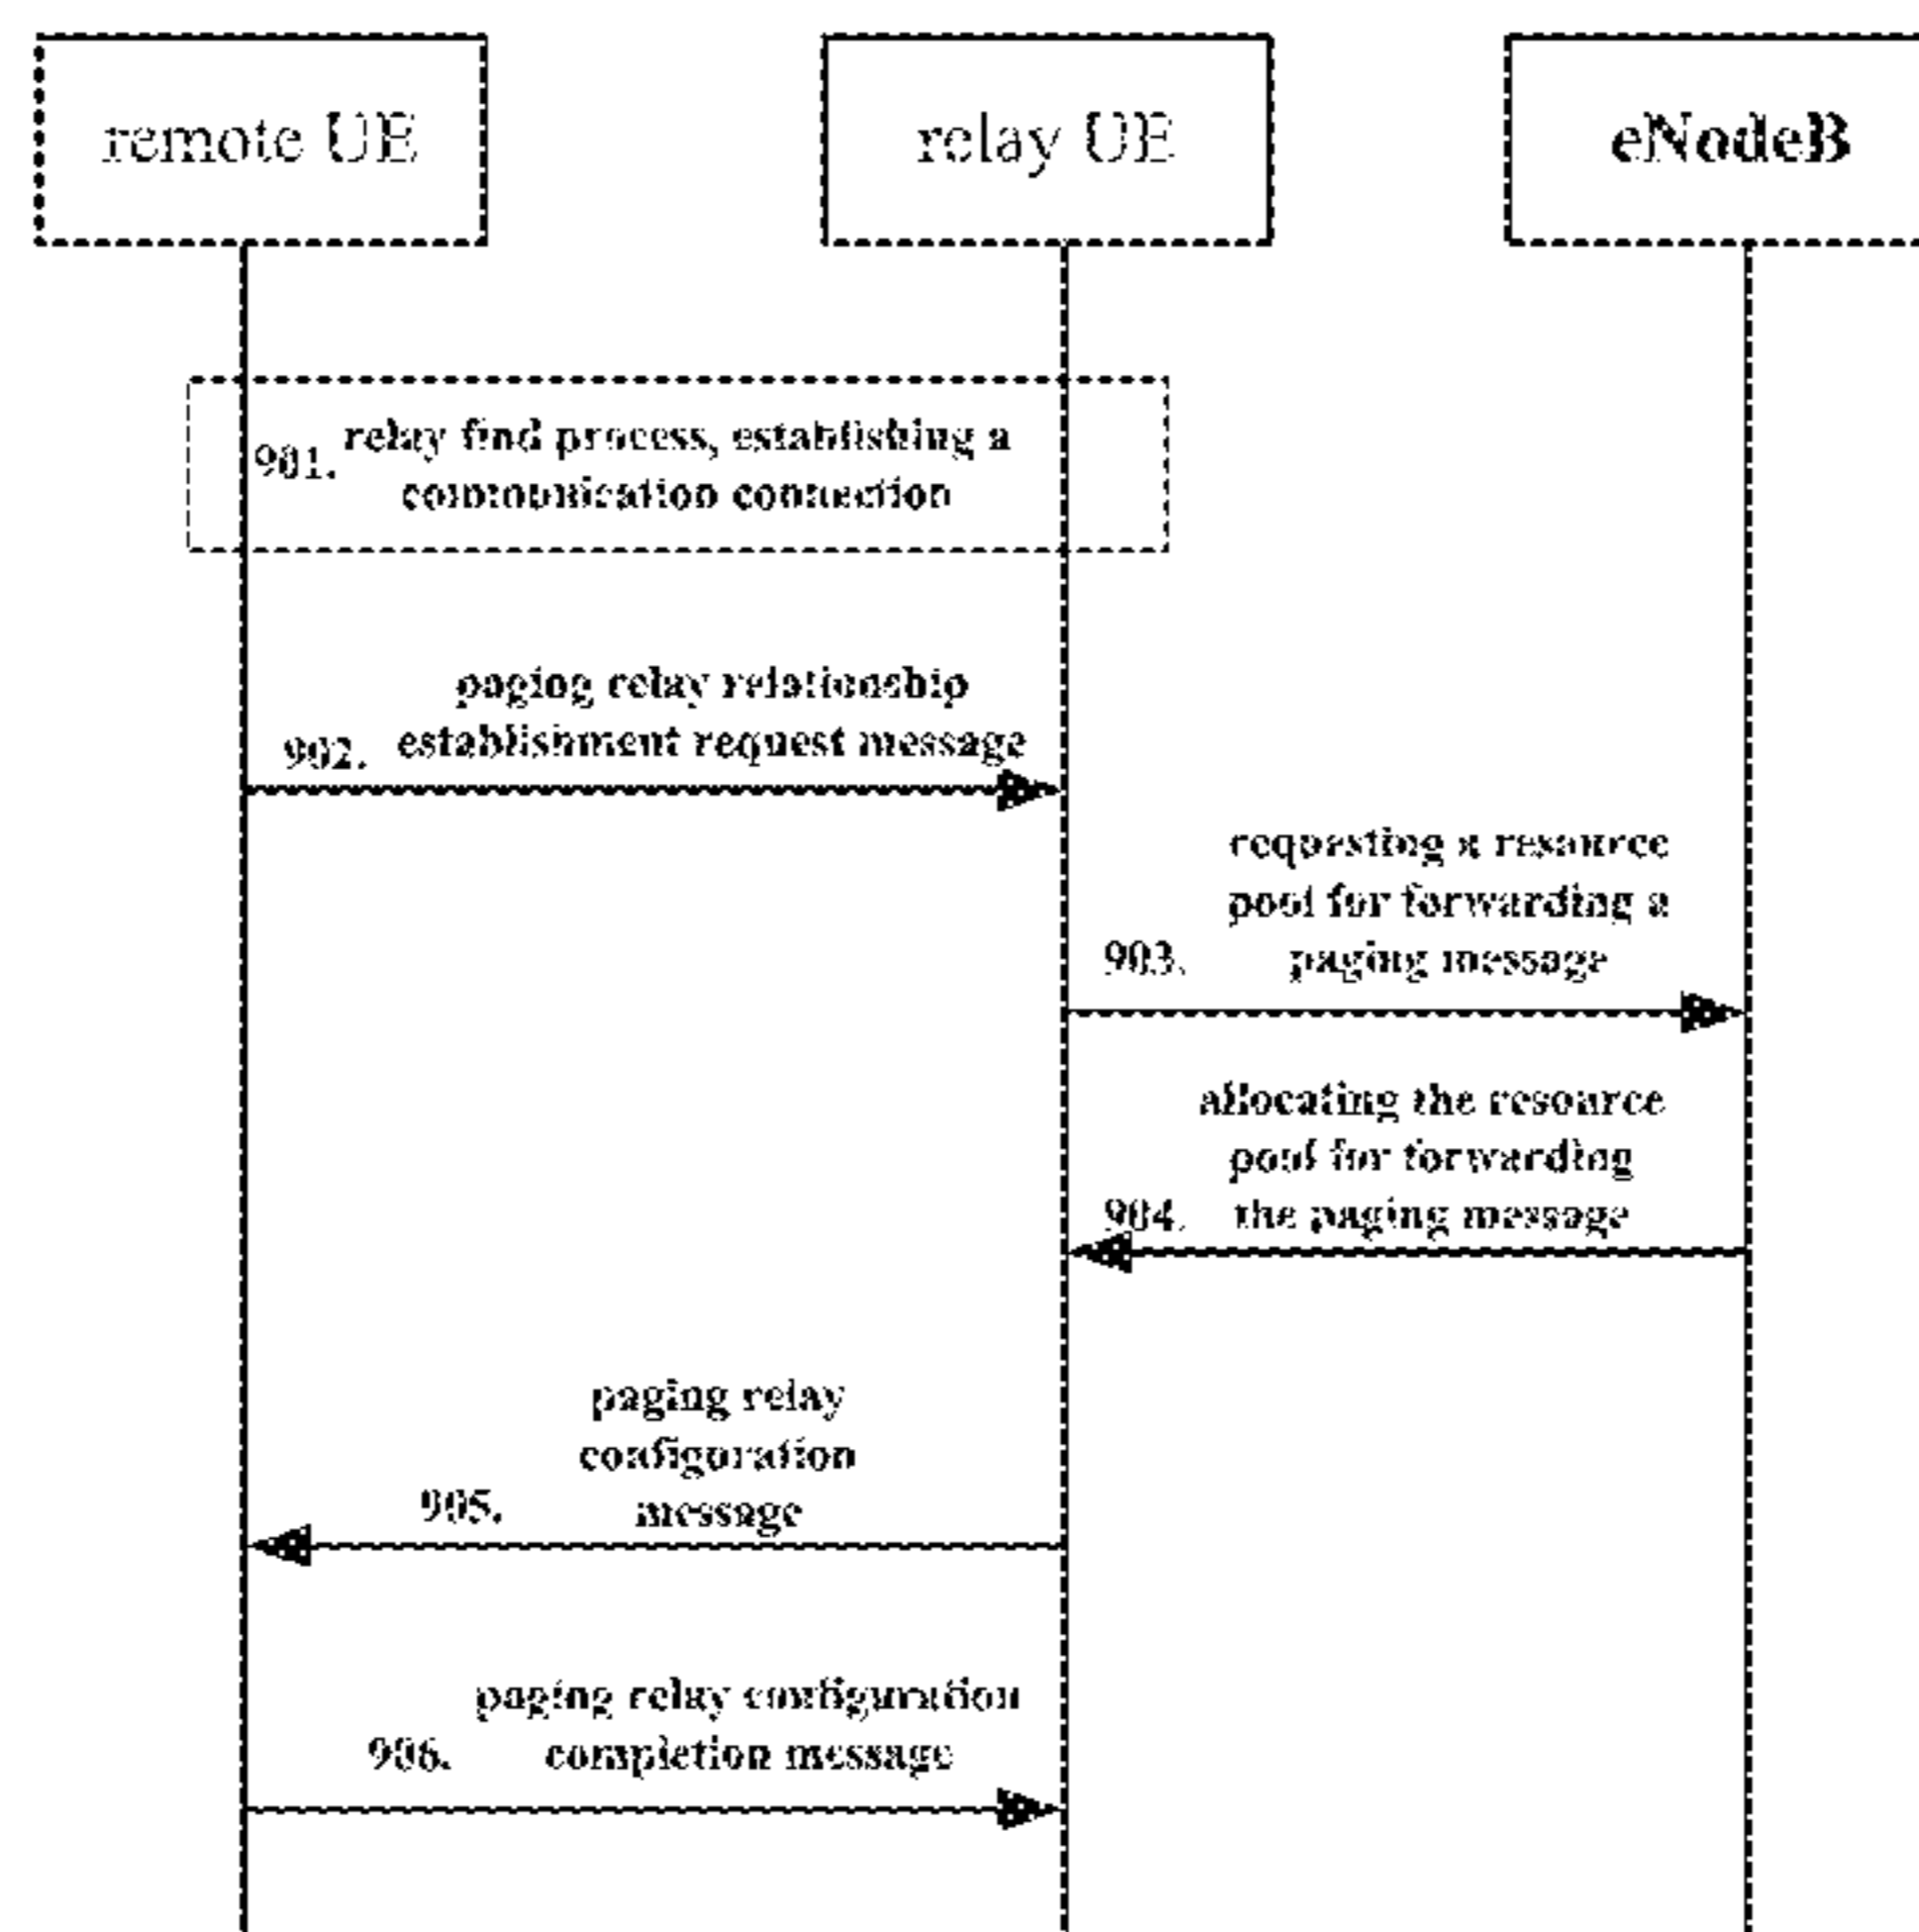 remote UE
relay UE
eNodeB
901. relay find process, establishing a
communication connection
paging relay relationship
902. establishment request message
requesting a resource
pool for forwarding a
903. paging message
allocating the resource
pool for forwarding
904. the paging message
paging relay
configuration
905. message
paging relay configuration
906. completion message